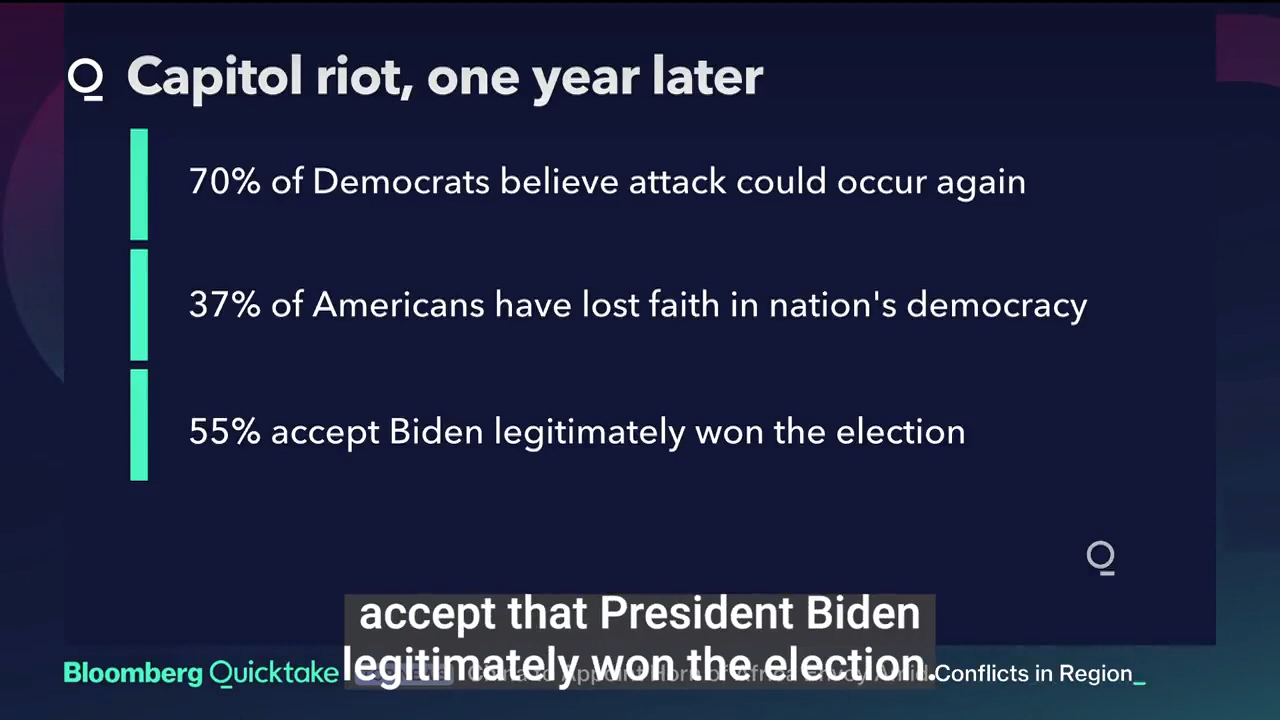 Capitol riot, one year later
70% of Democrats believe attack could occur again
37% of Americans have lost faith in nation's democracy
55% accept Biden legitimately won the election
accept that President Biden
legitimately won the election.
Bloomberg Quicktake
Conflicts in Region_